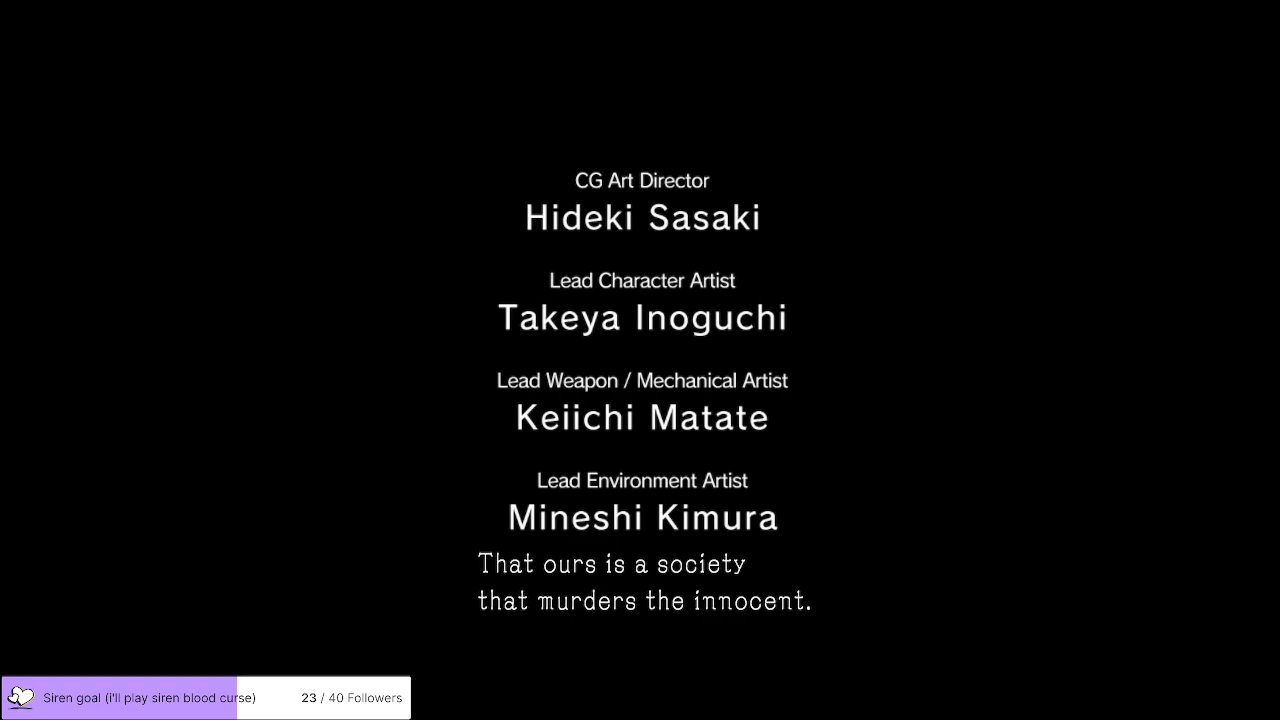 CG Art Director
Hideki Sasaki
Lead Character Artist
Takeya Inoguchi
Lead Weapon / Mechanical Artist
Keiichi Matate
Lead Environment Artist
Mineshi Kimura
That ours is a society
that murders the innocent.
Siren goal (i'll play siren blood curse) 23 / 40 Followers